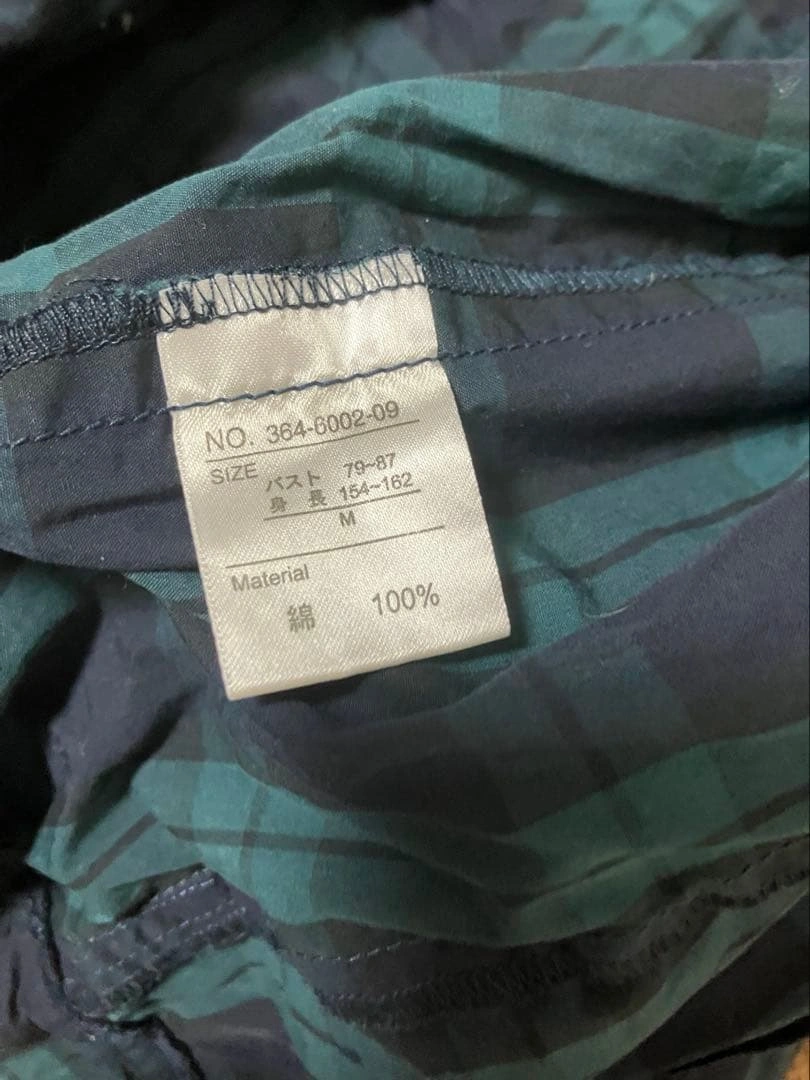 NO. 364-6002-09
SIZE
バスト 79~87
身長 154~162
M
Material
綿 100%